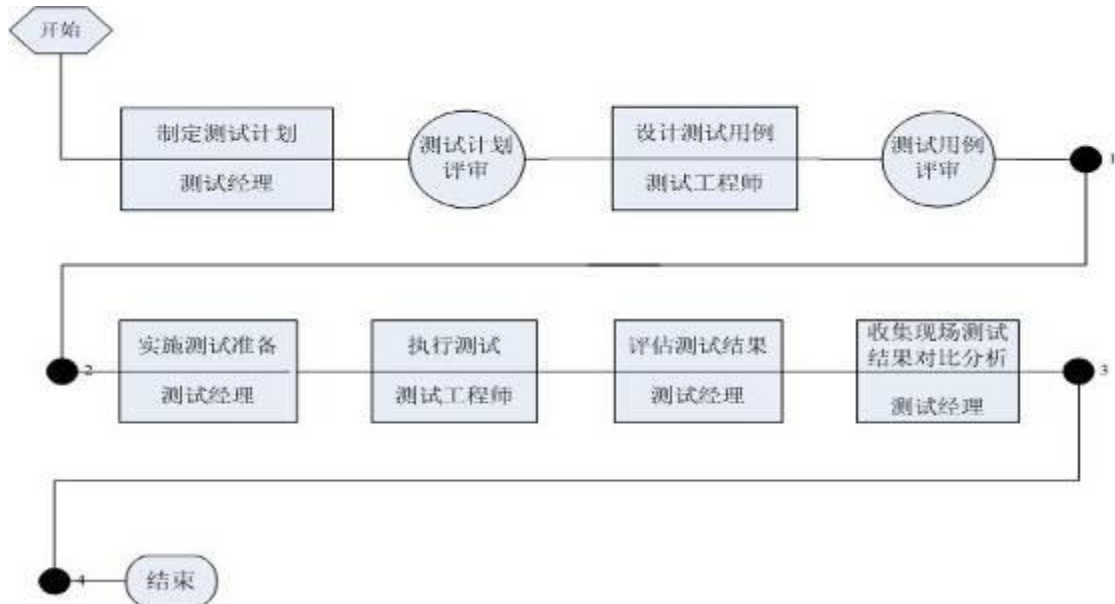 开始
制定测试计划
测试经理
测试计划
评审
设计测试用例
测试工程师
测试用例
评审
1
2
实施测试准备
测试经理
执行测试
测试工程师
评估测试结果
测试经理
收集现场测试
结果对比分析
测试经理
3
4
结束